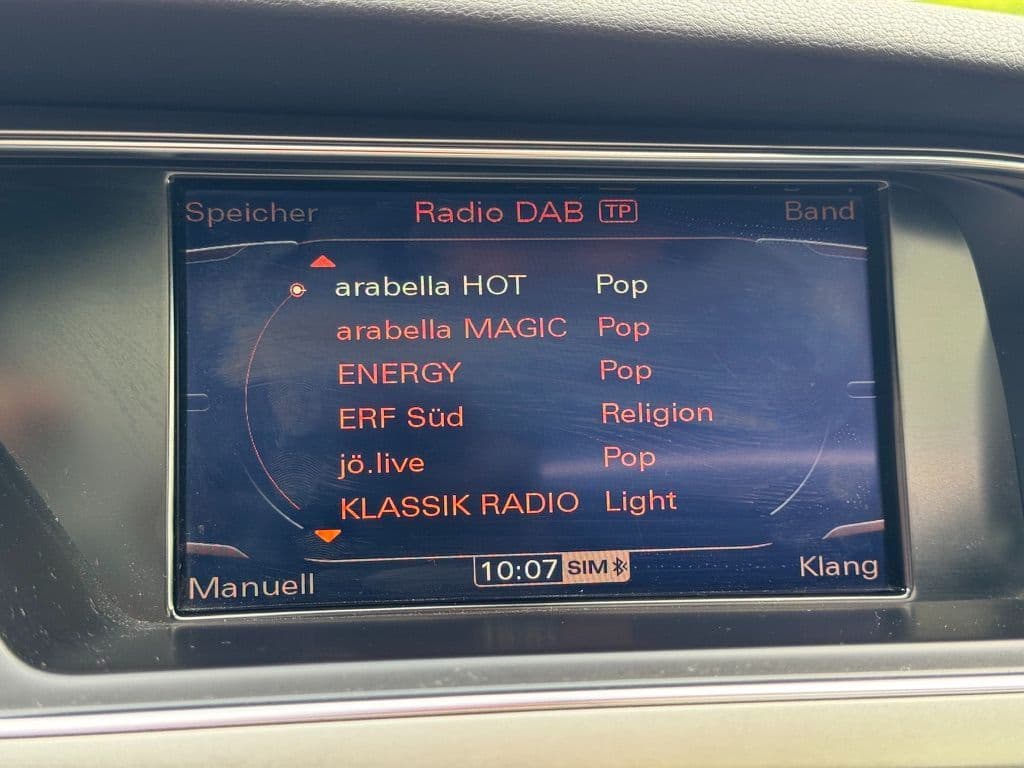 Speicher Radio DAB TP Band
arabella HOT Pop
arabella MAGIC Pop
ENERGY Pop
ERF Süd Religion
jö.live Pop
KLASSIK RADIO Light
Manuell 10:07 SIM Klang